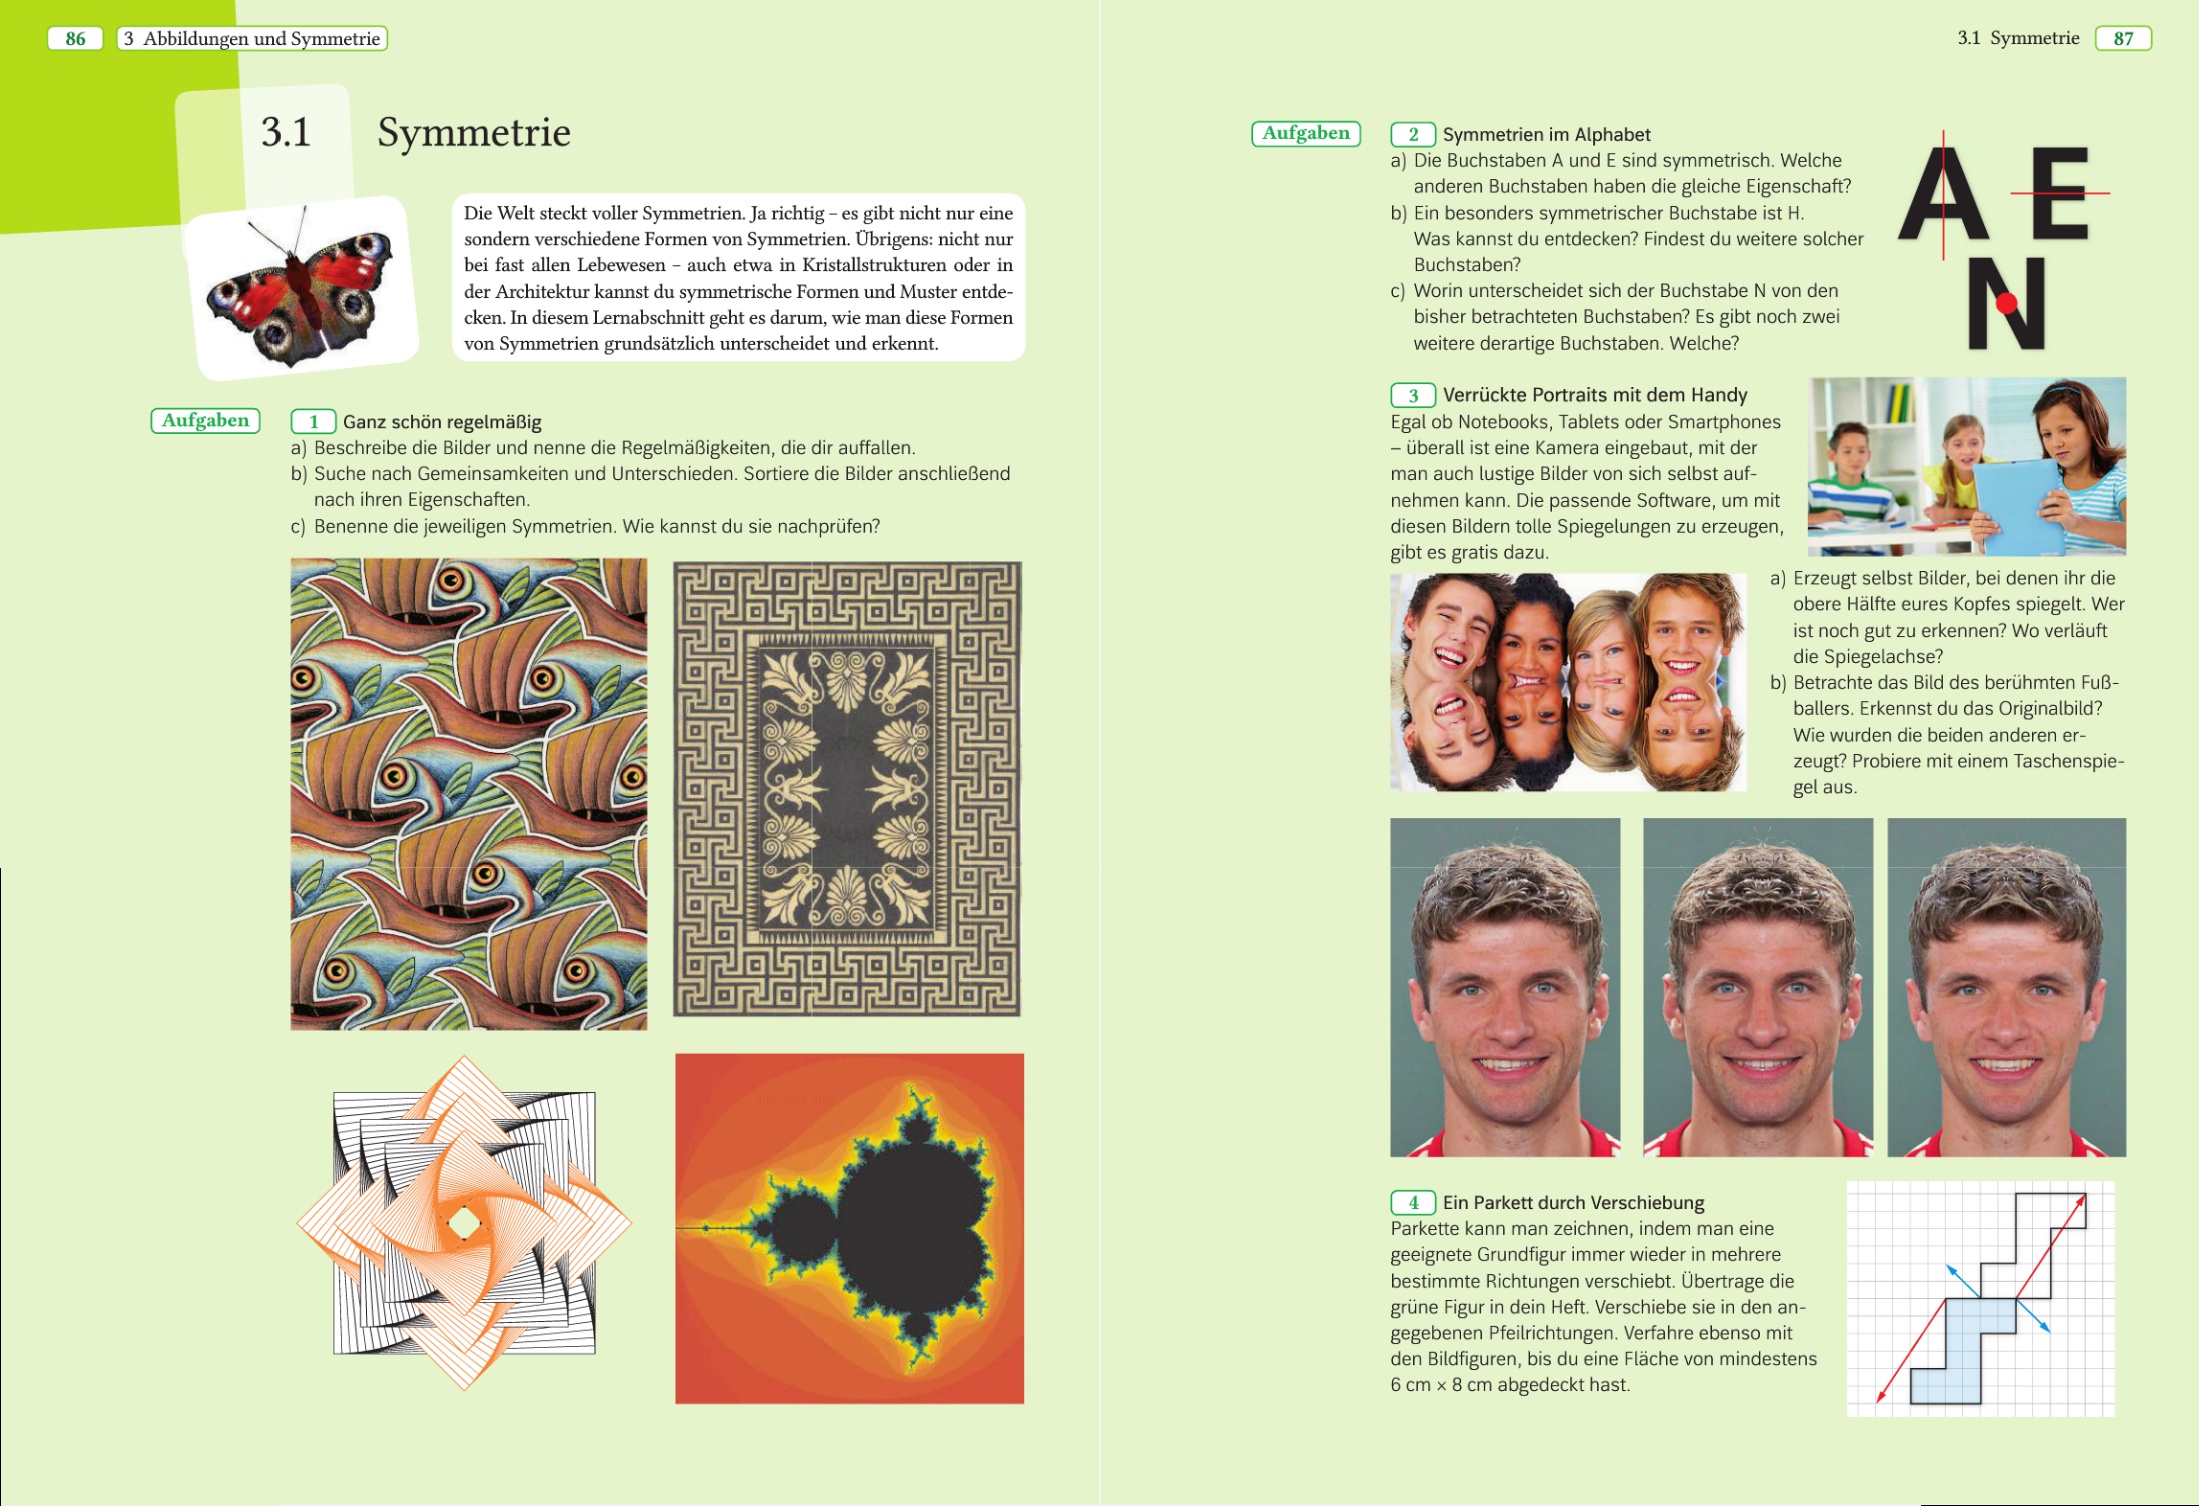 86
3 Abbildungen und Symmetrie
3.1 Symmetrie
Die Welt steckt voller Symmetrien. Ja richtig – es gibt nicht nur eine
sondern verschiedene Formen von Symmetrien. Übrigens: nicht nur
bei fast allen Lebewesen – auch etwa in Kristallstrukturen oder in
der Architektur kannst du symmetrische Formen und Muster entde-
cken. In diesem Lernabschnitt geht es darum, wie man diese Formen
von Symmetrien grundsätzlich unterscheidet und erkennt.
Aufgaben
1 Ganz schön regelmäßig
a) Beschreibe die Bilder und nenne die Regelmäßigkeiten, die dir auffallen.
b) Suche nach Gemeinsamkeiten und Unterschieden. Sortiere die Bilder anschließend
nach ihren Eigenschaften.
c) Benenne die jeweiligen Symmetrien. Wie kannst du sie nachprüfen?
3.1 Symmetrie
87
Aufgaben
2 Symmetrien im Alphabet
a) Die Buchstaben A und E sind symmetrisch. Welche
anderen Buchstaben haben die gleiche Eigenschaft?
b) Ein besonders symmetrischer Buchstabe ist H.
Was kannst du entdecken? Findest du weitere solcher
Buchstaben?
c) Worin unterscheidet sich der Buchstabe N von den
bisher betrachteten Buchstaben? Es gibt noch zwei
weitere derartige Buchstaben. Welche?
A E
N
3 Verrückte Portraits mit dem Handy
Egal ob Notebooks, Tablets oder Smartphones
– überall ist eine Kamera eingebaut, mit der
man auch lustige Bilder von sich selbst auf-
nehmen kann. Die passende Software, um mit
diesen Bildern tolle Spiegelungen zu erzeugen,
gibt es gratis dazu.
a) Erzeugt selbst Bilder, bei denen ihr die
obere Hälfte eures Kopfes spiegelt. Wer
ist noch gut zu erkennen? Wo verläuft
die Spiegelachse?
b) Betrachte das Bild des berühmten Fuß-
ballers. Erkennst du das Originalbild?
Wie wurden die beiden anderen er-
zeugt? Probiere mit einem Taschenspie-
gel aus.
4 Ein Parkett durch Verschiebung
Parkette kann man zeichnen, indem man eine
geeignete Grundfigur immer wieder in mehrere
bestimmte Richtungen verschiebt. Übertrage die
grüne Figur in dein Heft. Verschiebe sie in den an-
gegebenen Pfeilrichtungen. Verfahre ebenso mit
den Bildfiguren, bis du eine Fläche von mindestens
6 cm × 8 cm abgedeckt hast.